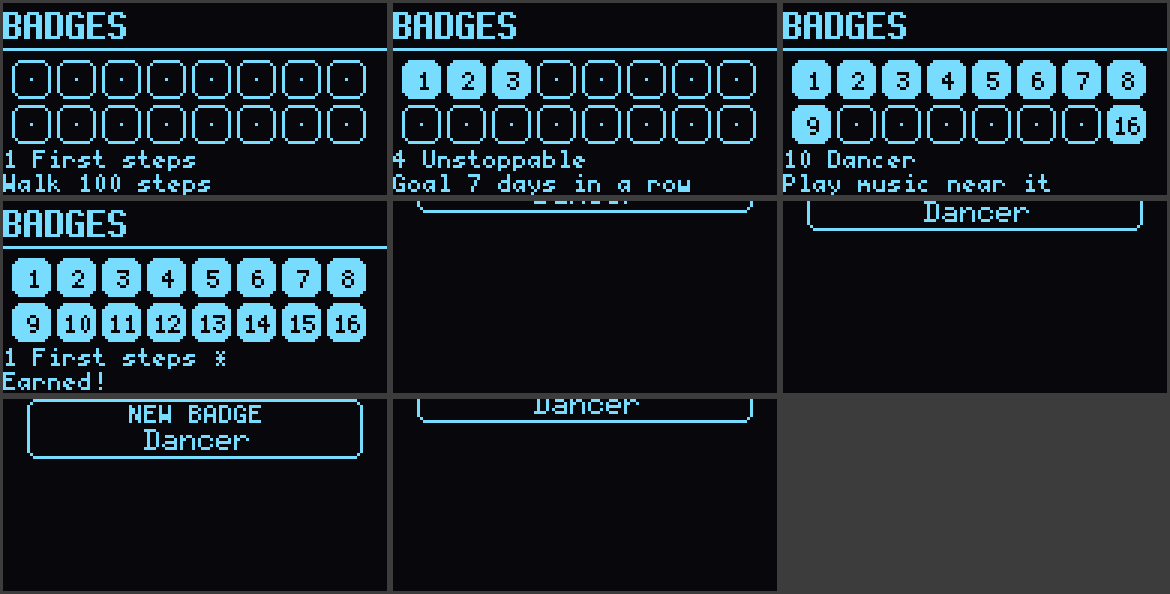 BADGES
1 First steps
Walk 100 steps
BADGES
1 2 3
4 Unstoppable
Goal 7 days in a row
BADGES
1 2 3 4 5 6 7 8
9 16
10 Dancer
Play music near it
BADGES
1 2 3 4 5 6 7 8
9 10 11 12 13 14 15 16
1 First steps *
Earned!
Dancer
NEW BADGE
Dancer
Dancer